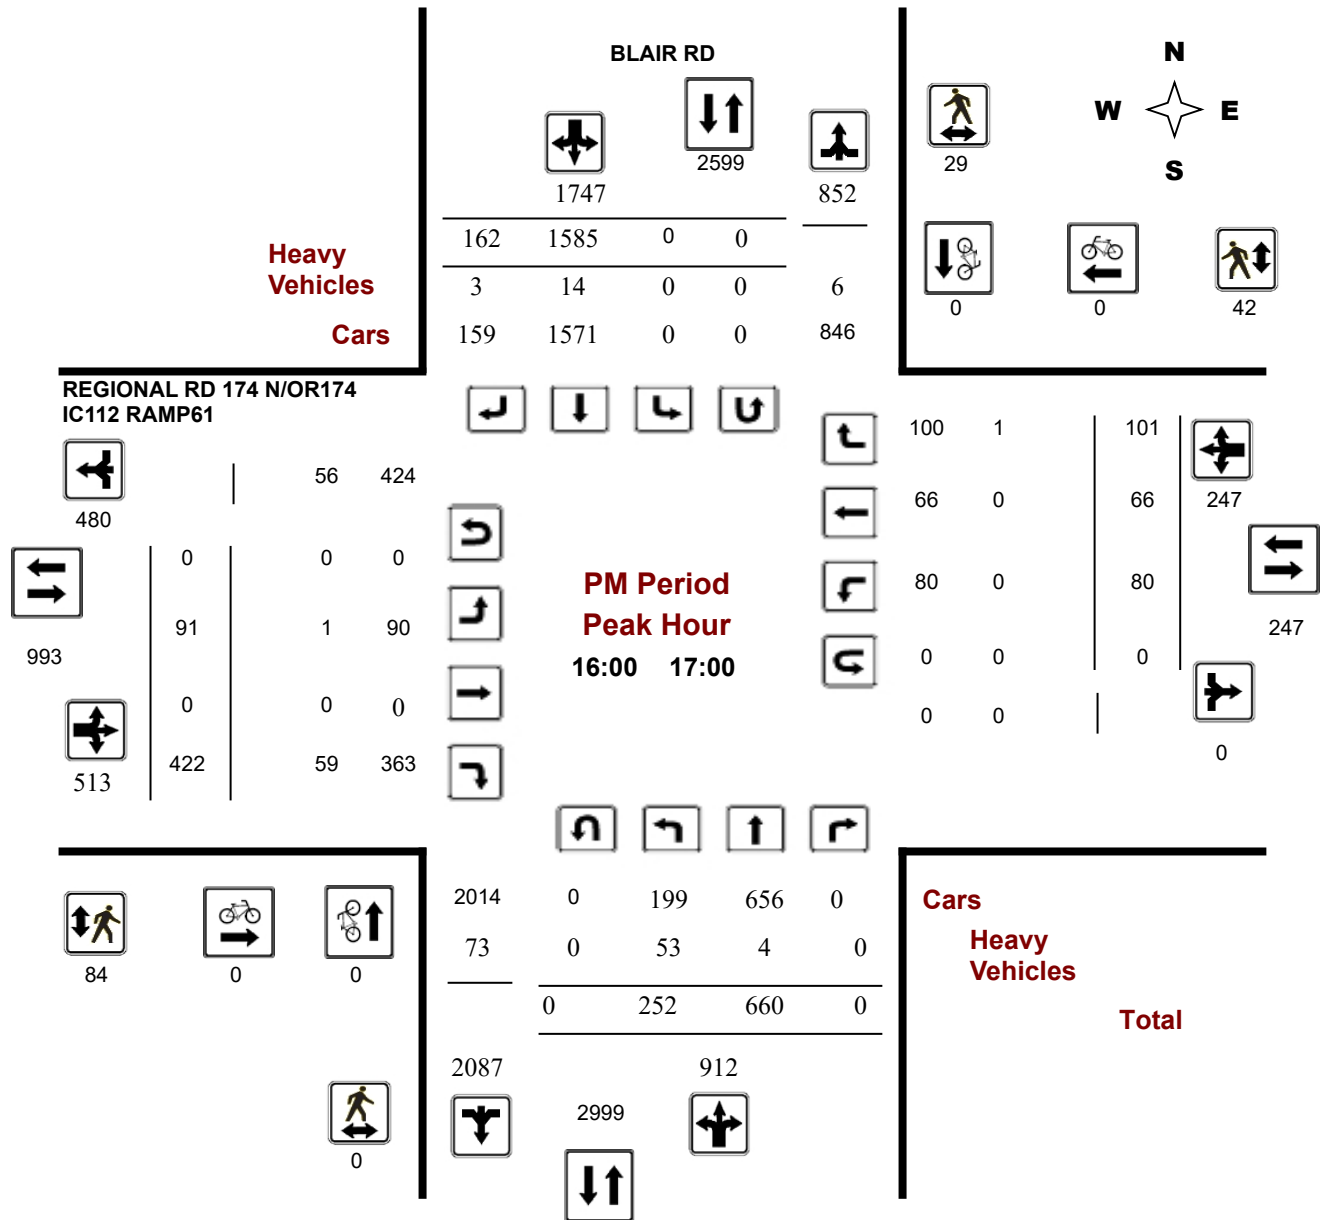 BLAIR RD
N
W E
S
2599
29
1747
852
162 1585 0 0
Heavy
Vehicles
3 14 0 0 6
0 0 42
Cars
159 1571 0 0 846
REGIONAL RD 174 N/OR174
IC112 RAMP61
100 1 101
56 424
480
66 0 66 247
0 0 0
PM Period
80 0 80
91 1 90
Peak Hour
247
993
16:00 17:00
0 0 0
0 0 0
0 0
0
422 59 363
513
2014 0 199 656 0
Cars
73 0 53 4 0
Heavy
Vehicles
84 0 0
0 252 660 0
Total
2087 912
2999
0